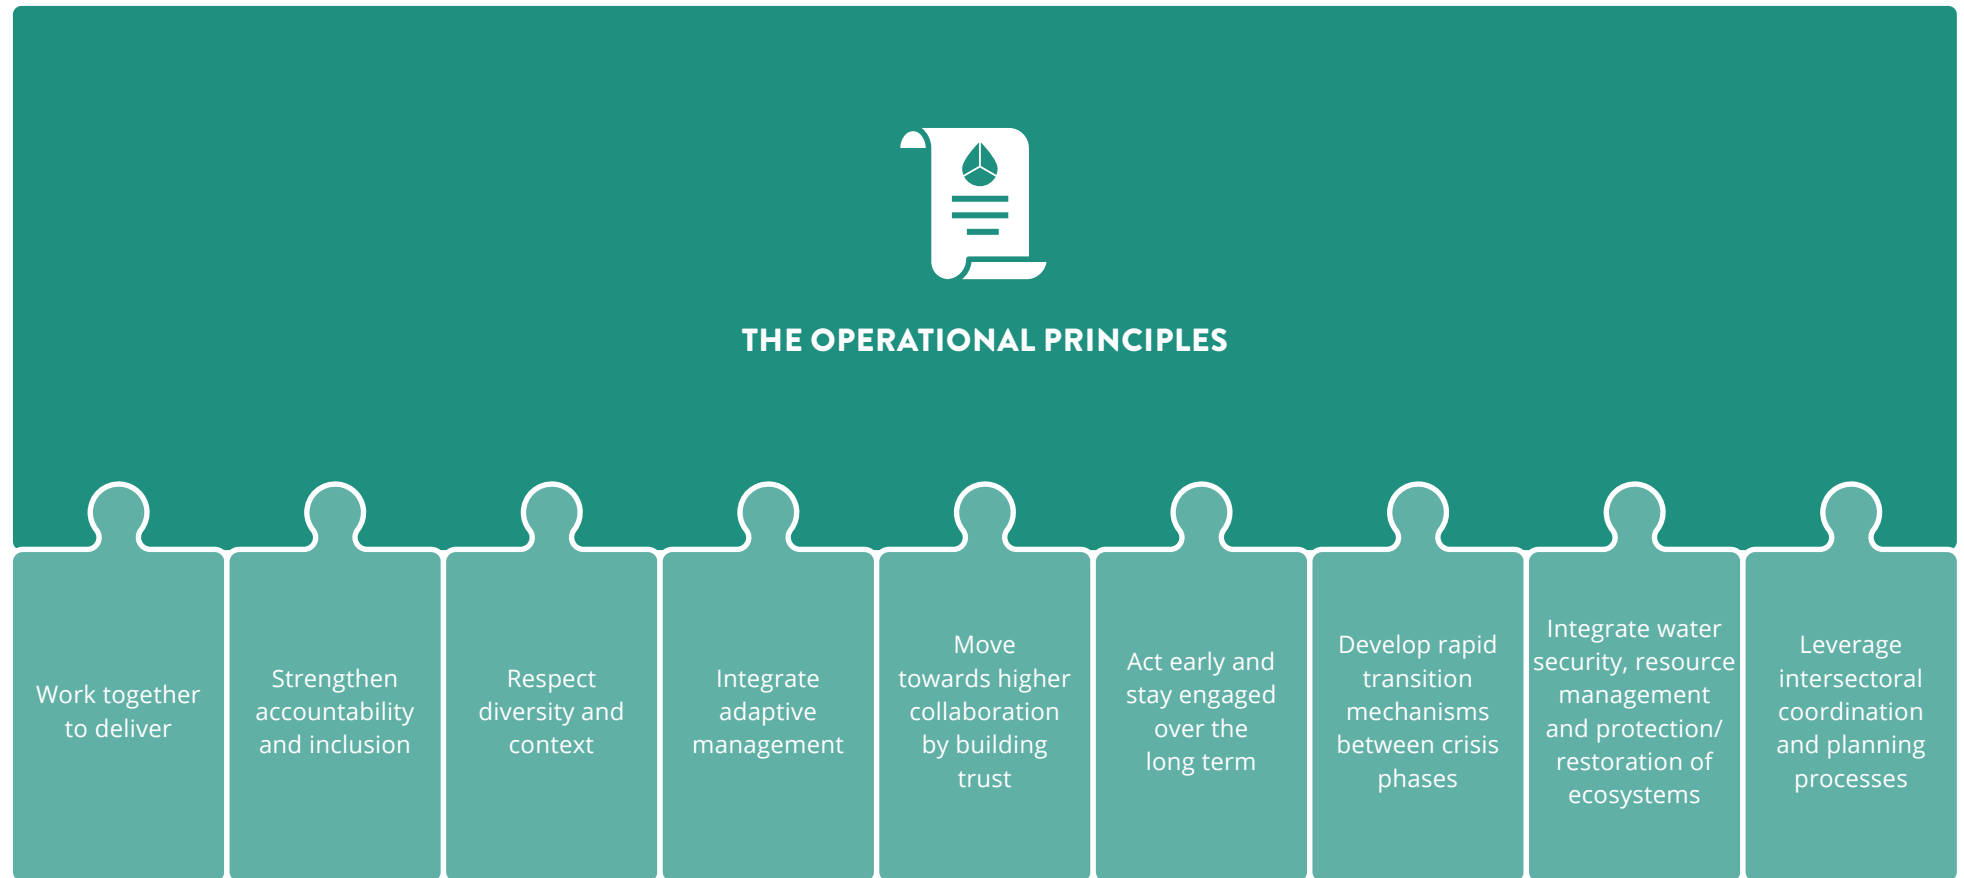 THE OPERATIONAL PRINCIPLES
Work together
to deliver
Strengthen
accountability
and inclusion
Respect
diversity and
context
Integrate
adaptive
management
Move
towards higher
collaboration
by building
trust
Act early and
stay engaged
over the
long term
Develop rapid
transition
mechanisms
between crisis
phases
Integrate water
security, resource
management
and protection/
restoration of
ecosystems
Leverage
intersectoral
coordination
and planning
processes